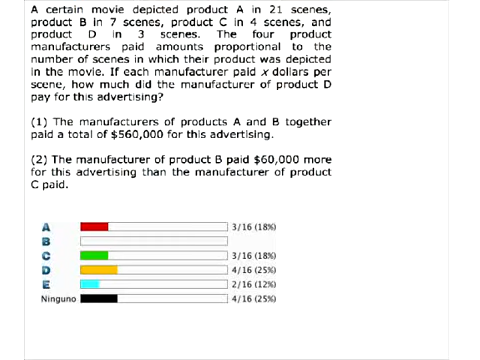 A certain movie depicted product A in 21 scenes,
product B in 7 scenes, product C in 4 scenes, and
product D in 3 scenes. The four product
manufacturers paid amounts proportional to the
number of scenes in which their product was depicted
in the movie. If each manufacturer paid x dollars per
scene, how much did the manufacturer of product D
pay for this advertising?
(1) The manufacturers of products A and B together
paid a total of $560,000 for this advertising.
(2) The manufacturer of product B paid $60,000 more
for this advertising than the manufacturer of product
C paid.
A 3/16 (18%)
B
C 3/16 (18%)
D 4/16 (25%)
E 2/16 (12%)
Ninguno 4/16 (25%)